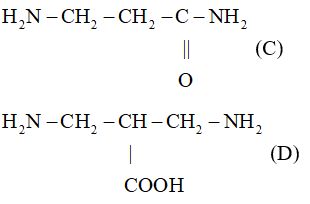 H₂N – CH₂ – CH₂ – C – NH₂
||
(C)
O
H₂N – CH₂ – CH – CH₂ – NH₂
|
(D)
COOH